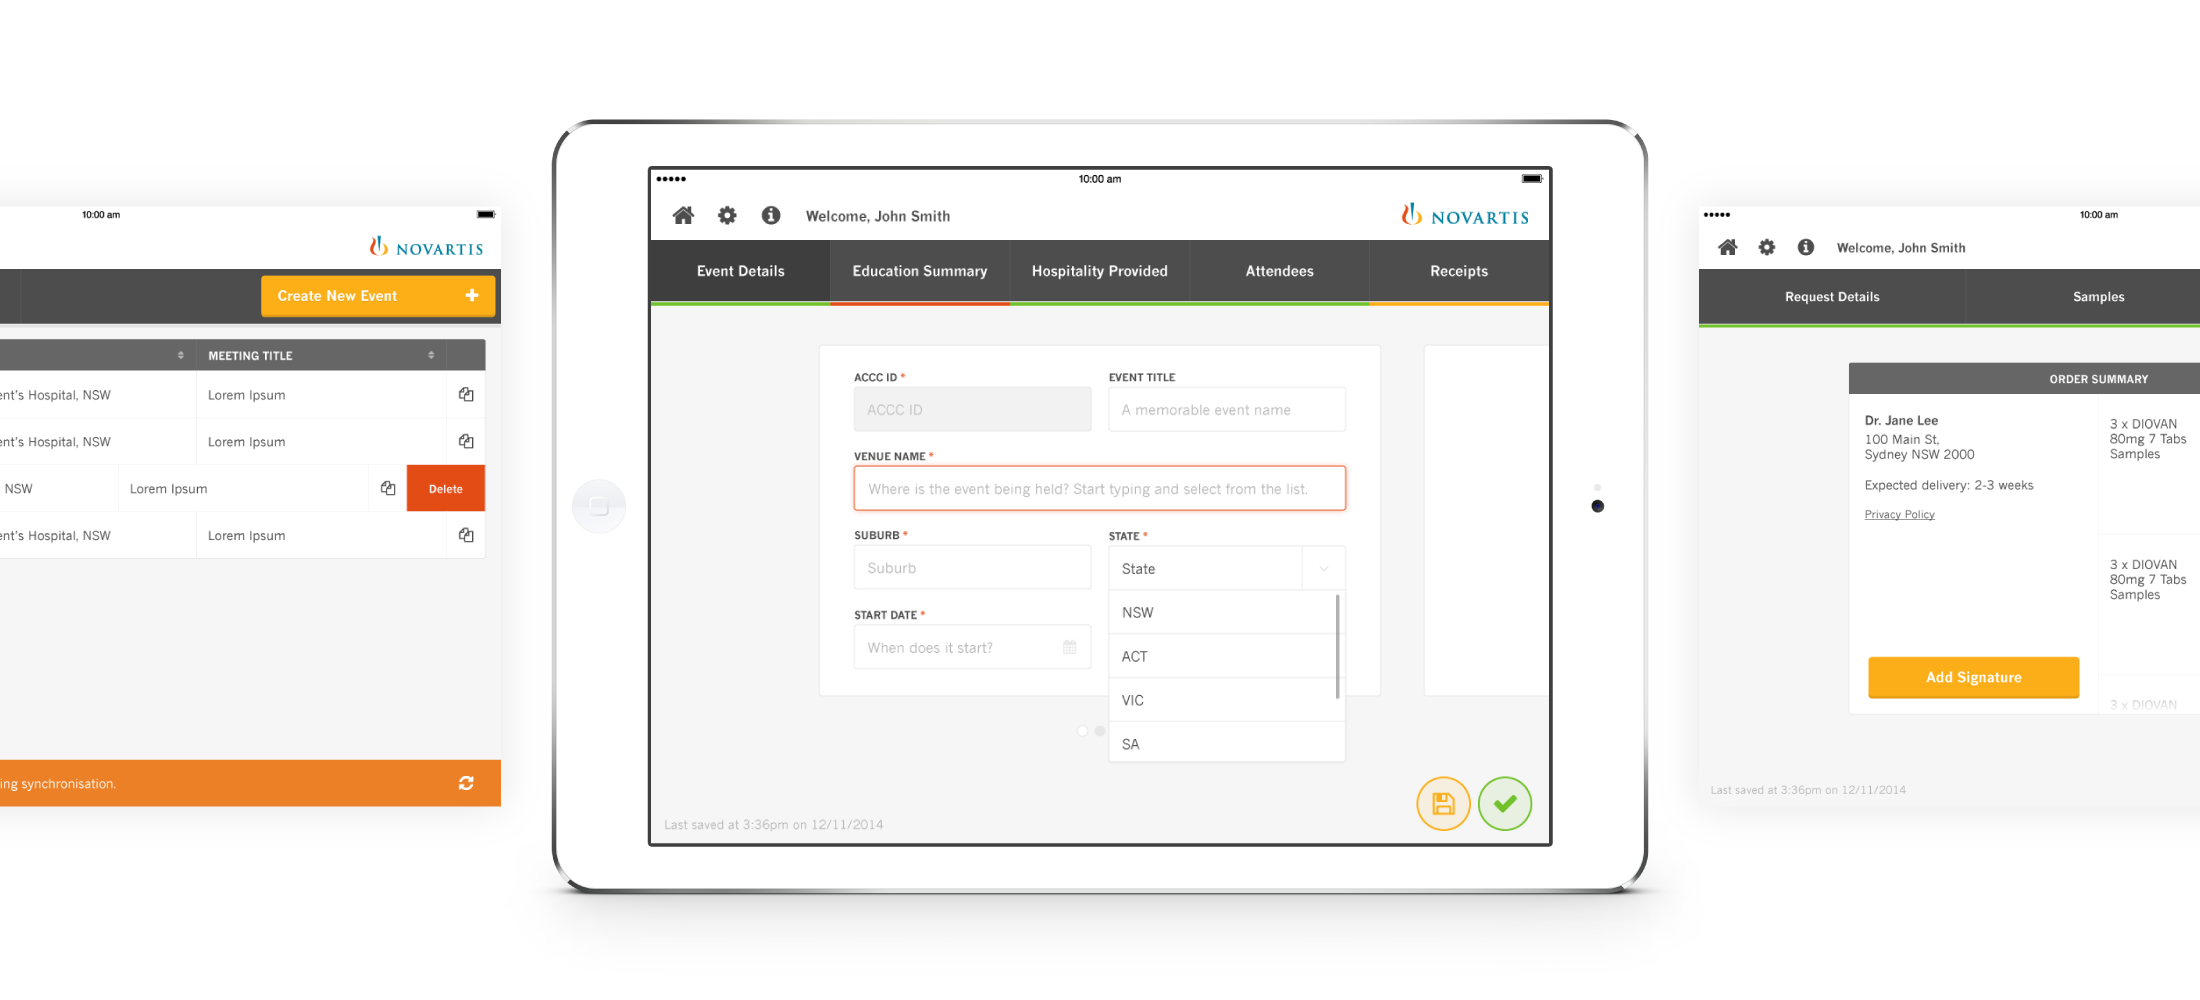 10:00 am
NOVARTIS
Create New Event
MEETING TITLE
ent's Hospital, NSW
Lorem Ipsum
ent's Hospital, NSW
Lorem Ipsum
NSW
Lorem Ipsum
Delete
ent's Hospital, NSW
Lorem Ipsum
ing synchronisation.
10:00 am
Welcome, John Smith
NOVARTIS
Event Details
Education Summary
Hospitality Provided
Attendees
Receipts
ACCC ID *
EVENT TITLE
ACCC ID
A memorable event name
VENUE NAME *
Where is the event being held? Start typing and select from the list.
SUBURB *
STATE *
Suburb
State
NSW
START DATE *
When does it start?
ACT
VIC
SA
Last saved at 3:36pm on 12/11/2014
10:00 am
Welcome, John Smith
Request Details
Samples
ORDER SUMMARY
Dr. Jane Lee
100 Main St,
Sydney NSW 2000
Expected delivery: 2-3 weeks
Privacy Policy
Add Signature
3 x DIOVAN
80mg 7 Tabs
Samples
3 x DIOVAN
80mg 7 Tabs
Samples
3 x DIOVAN
Last saved at 3:36pm on 12/11/2014